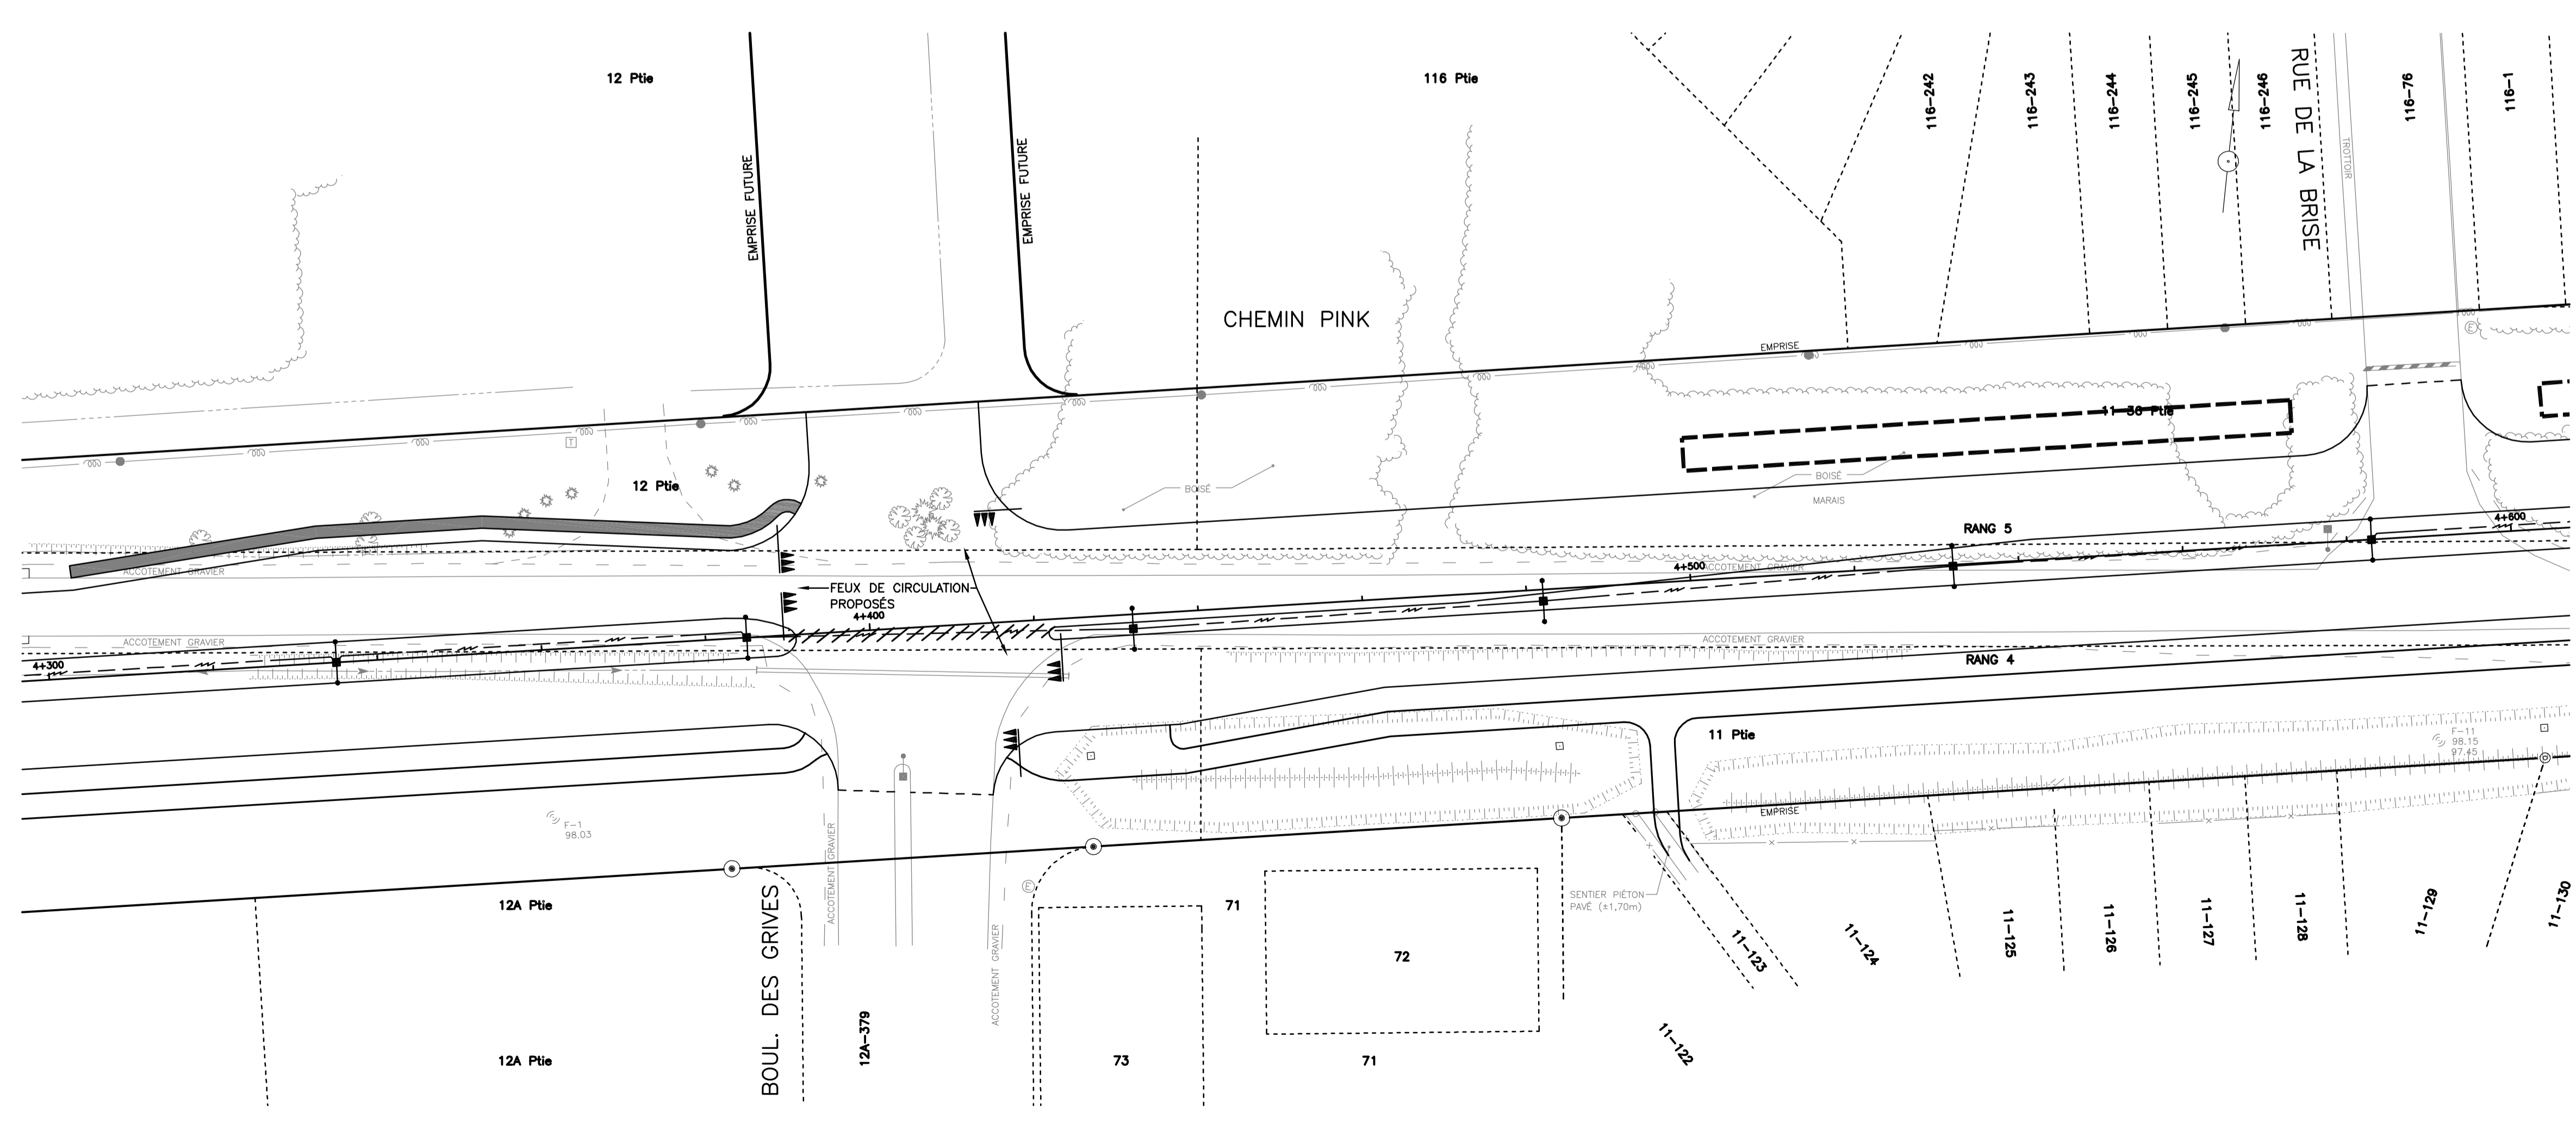 12 Ptie
116 Ptie
116-242
116-243
116-244
116-245
116-246
RUE DE LA BRISE
TROTTOIR
116-76
116-1
EMPRISE FUTURE
EMPRISE FUTURE
CHEMIN PINK
EMPRISE
E
T
12 Ptie
BOISÉ
BOISÉ
MARAIS
RANG 5
4+600
ACCOTEMENT GRAVIER
ACCOTEMENT GRAVIER
4+500
FEUX DE CIRCULATION
PROPOSÉS
4+400
ACCOTEMENT GRAVIER
ACCOTEMENT GRAVIER
4+300
RANG 4
11 Ptie
F-11
98.15
97.45
F-1
98.03
EMPRISE
ACCOTEMENT GRAVIER
ACCOTEMENT GRAVIER
E
SENTIER PIÉTON
PAVÉ (±1,70m)
12A Ptie
BOUL. DES GRIVES
71
72
11-123
11-124
11-125
11-126
11-127
11-128
11-129
11-130
12A Ptie
12A-379
73
71
11-122